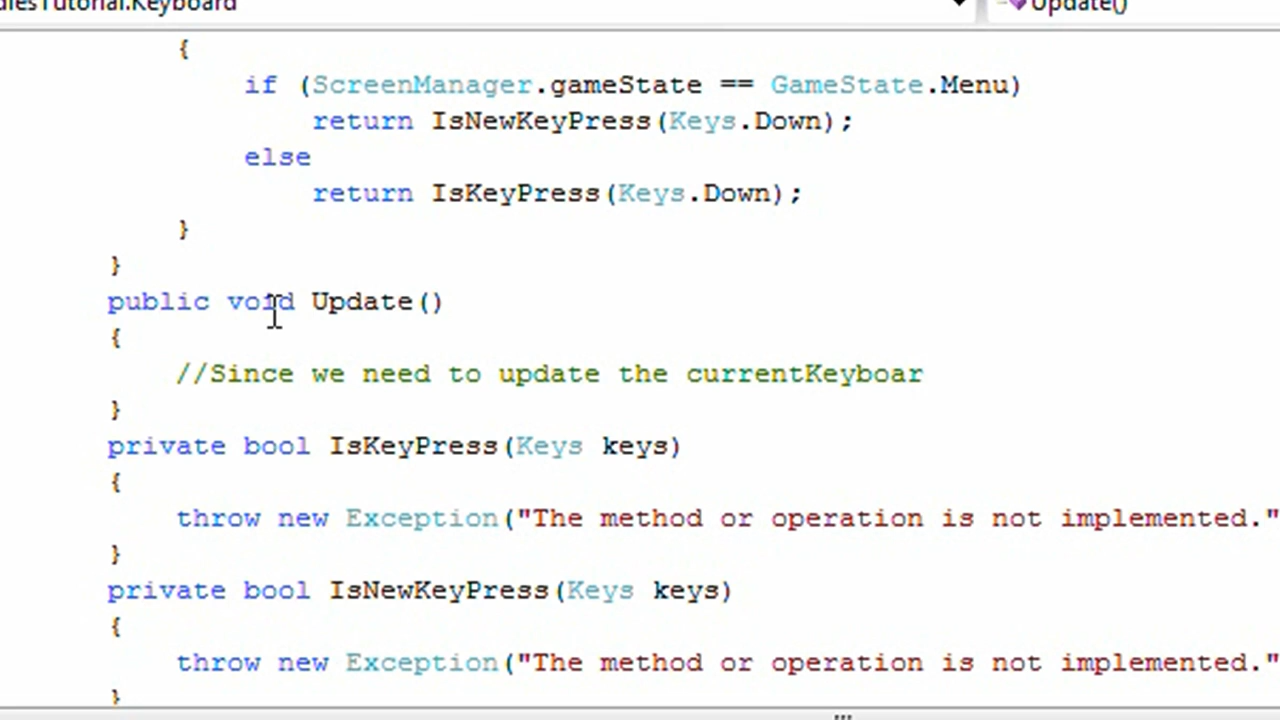 diesTutorial.Keyboard Update()
{
if (ScreenManager.gameState == GameState.Menu)
return IsNewKeyPress(Keys.Down);
else
return IsKeyPress(Keys.Down);
}
}
public void Update()
{
//Since we need to update the currentKeyboar
}
private bool IsKeyPress(Keys keys)
{
throw new Exception("The method or operation is not implemented."
}
private bool IsNewKeyPress(Keys keys)
{
throw new Exception("The method or operation is not implemented."
}